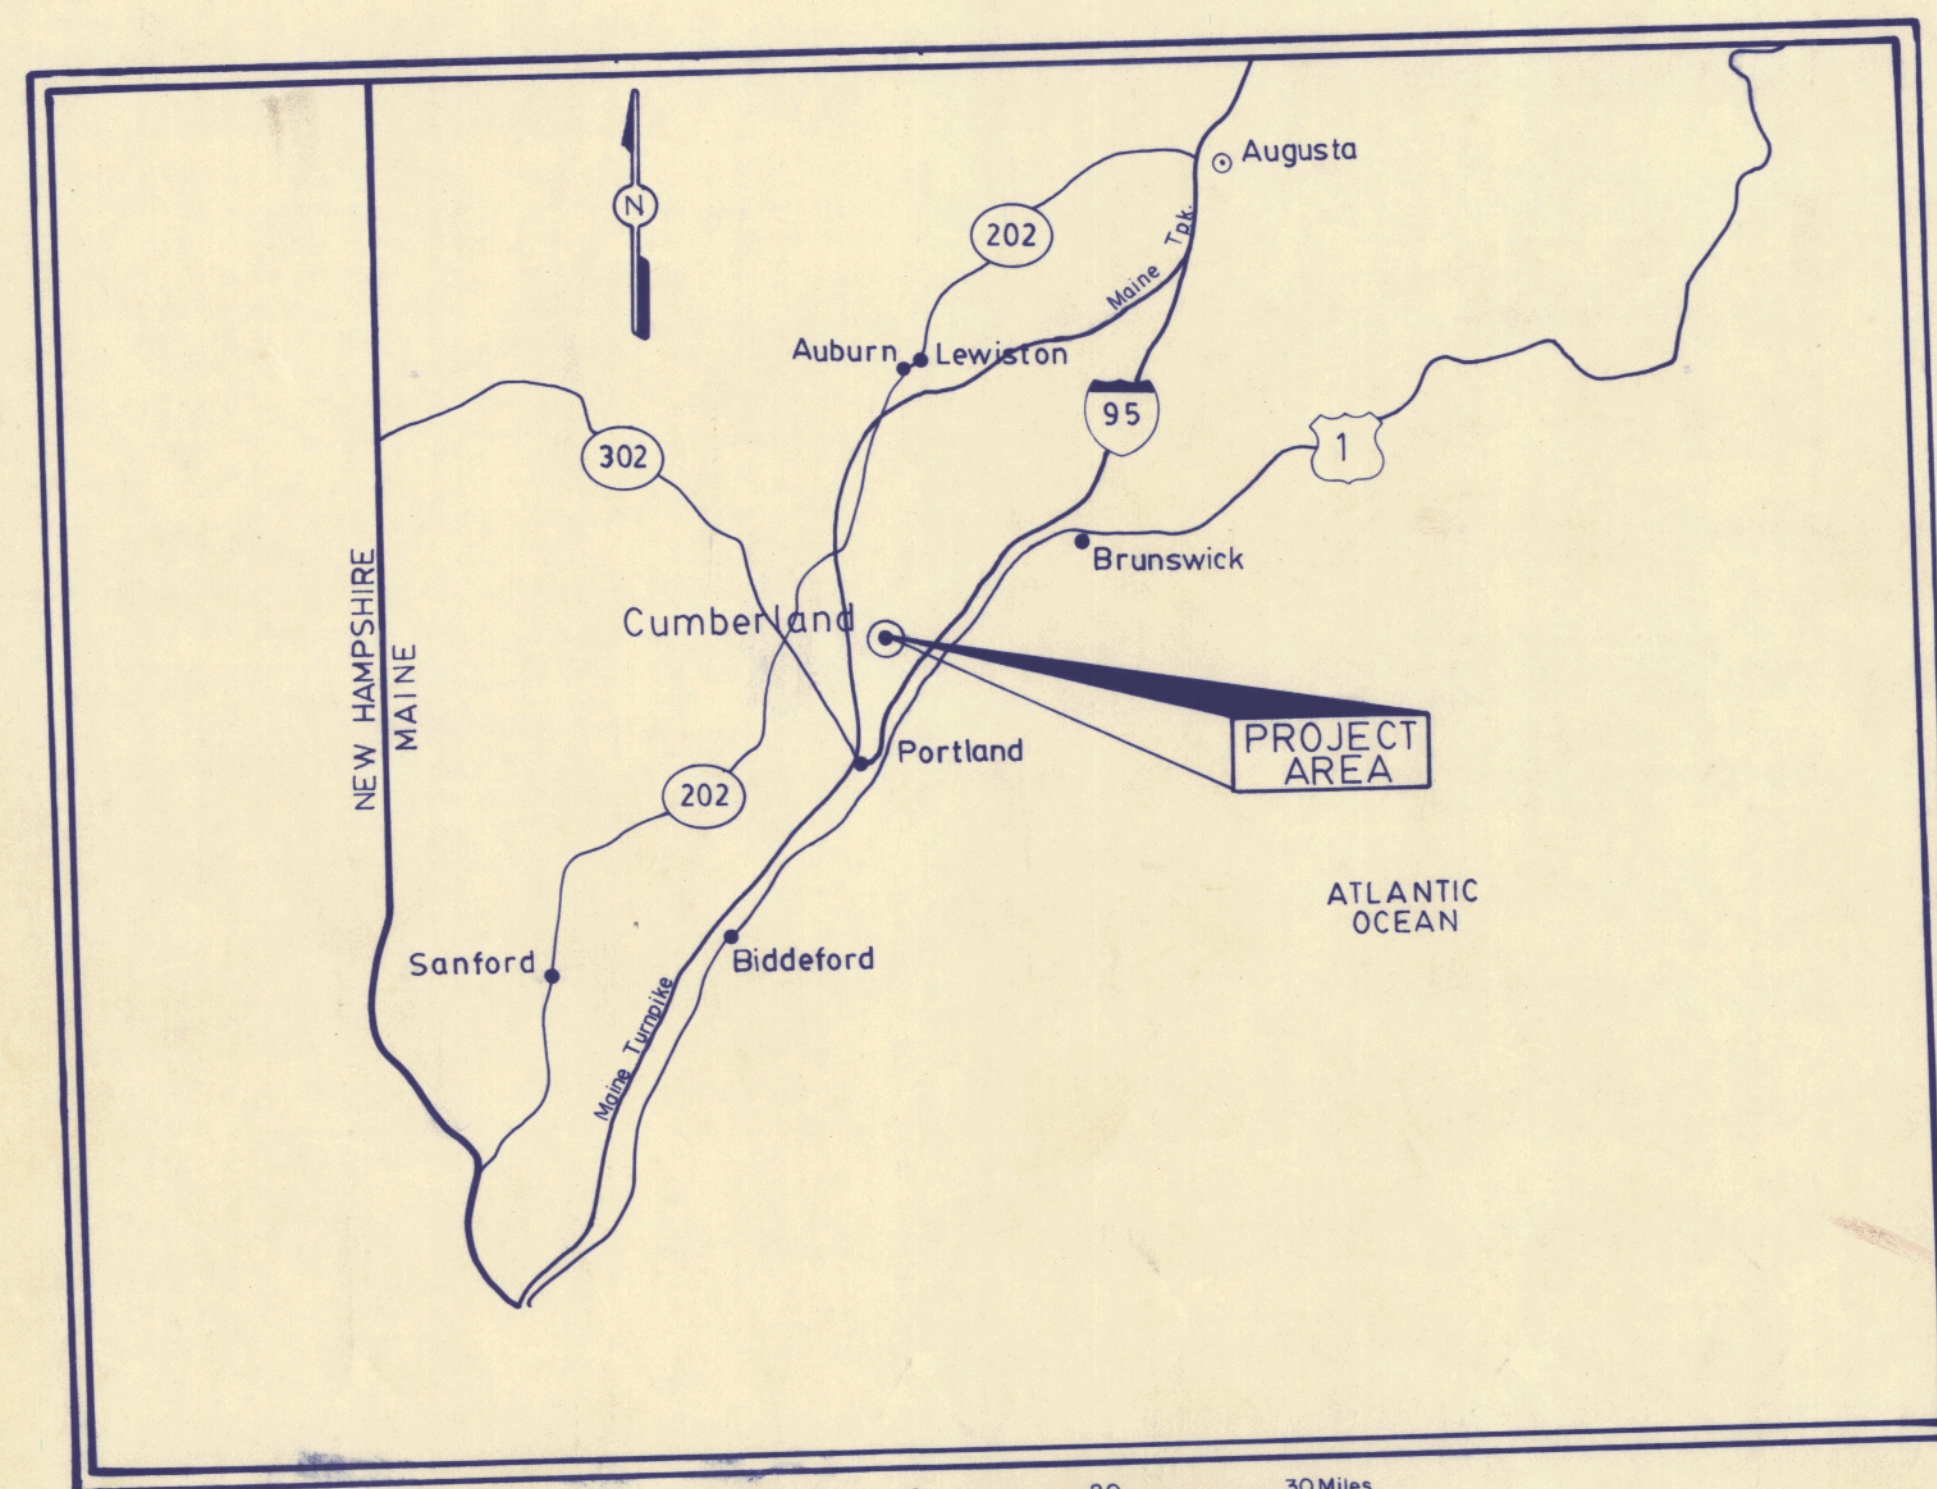 Augusta
N
202
Maine Tpk.
Auburn
Lewiston
95
1
302
Brunswick
NEW HAMPSHIRE
MAINE
Cumberland
PROJECT
AREA
Portland
202
ATLANTIC
OCEAN
Sanford
Biddeford
Maine Turnpike
30 Miles